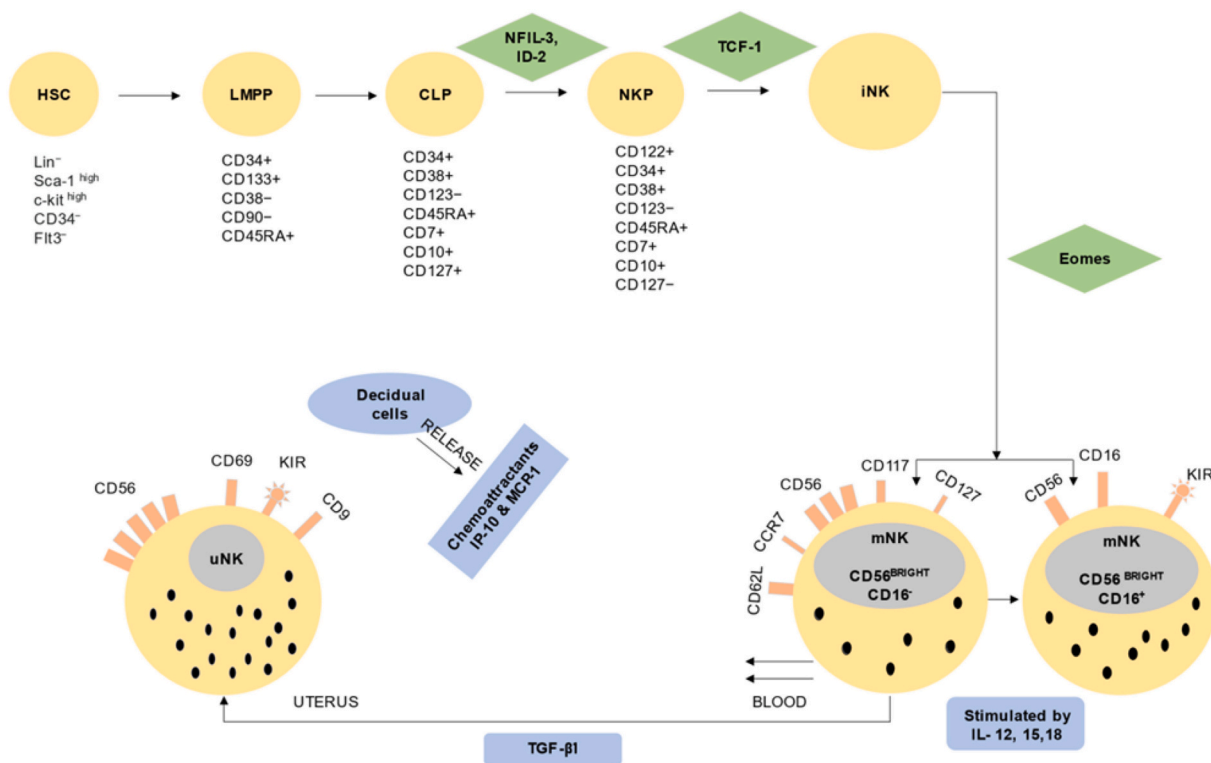 HSC
Lin⁻
Sca-1 ʰⁱᵍʰ
c-kit ʰⁱᵍʰ
CD34⁻
Flt3⁻
LMPP
CD34+
CD133+
CD38−
CD90−
CD45RA+
CLP
CD34+
CD38+
CD123−
CD45RA+
CD7+
CD10+
CD127+
NFIL-3,
ID-2
NKP
CD122+
CD34+
CD38+
CD123−
CD45RA+
CD7+
CD10+
CD127−
TCF-1
iNK
Eomes
Decidual
cells
RELEASE
Chemoattractants
IP-10 & MCR-1
CD56
CD69
KIR
CD9
uNK
UTERUS
TGF-β1
BLOOD
CD62L
CCR7
CD56
CD117
CD127
mNK
CD56BRIGHT
CD16-
CD56
CD16
KIR
mNK
CD56 BRIGHT
CD16+
Stimulated by
IL- 12, 15,18